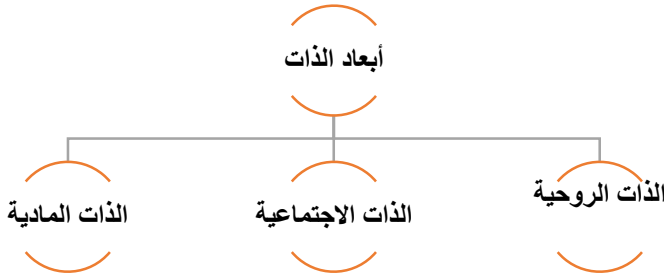 أبعاد الذات
الذات الروحية
الذات الاجتماعية
الذات المادية